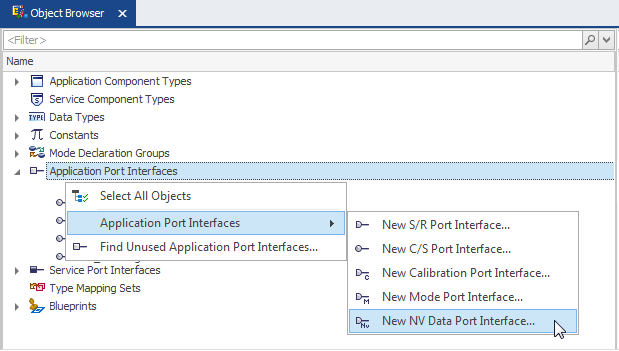 Object Browser
<Filter>
Name
Application Component Types
Service Component Types
TYPE Data Types
Constants
Mode Declaration Groups
Application Port Interfaces
Select All Objects
Application Port Interfaces
Find Unused Application Port Interfaces...
New S/R Port Interface...
New C/S Port Interface...
New Calibration Port Interface...
New Mode Port Interface...
New NV Data Port Interface...
Service Port Interfaces
Type Mapping Sets
Blueprints